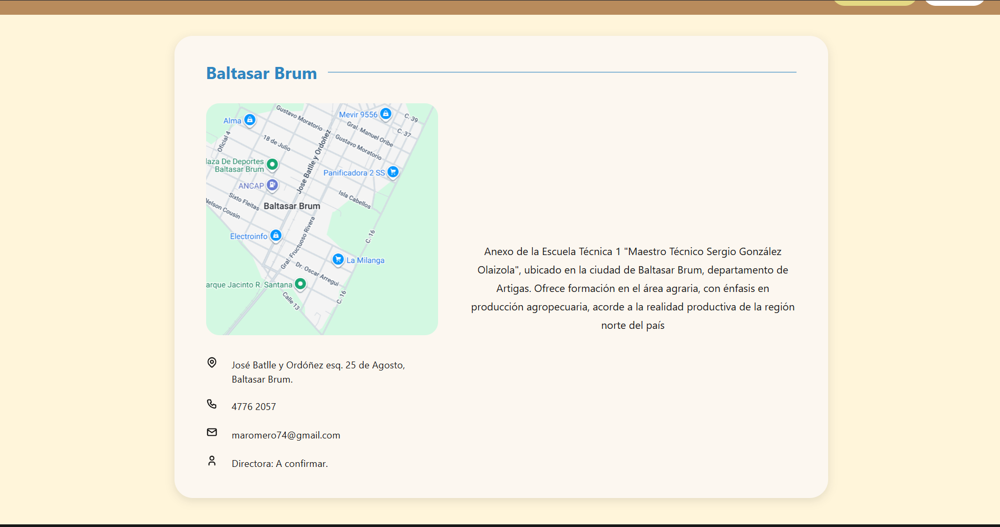 Baltasar Brum
Alma
Gustavo Moratorio
Mevir 9556
C. 39
Gral. Manuel Oribe
C. 37
Oficial 4
18 de Julio
Jose Batlle y Ordoñez
Gustavo Moratorio
laza De Deportes
Baltasar Brum
Panificadora 2 SS
ANCAP
Sixto Fleitas
Isla Cabellos
Nelson Cousin
Baltasar Brum
Electroinfo
Gral. Fructuoso Rivera
C. 16
La Milanga
Dr. Oscar Arregui
arque Jacinto R. Santana
Calle 13
C. 16
Anexo de la Escuela Técnica 1 "Maestro Técnico Sergio González
Olaizola", ubicado en la ciudad de Baltasar Brum, departamento de
Artigas. Ofrece formación en el área agraria, con énfasis en
producción agropecuaria, acorde a la realidad productiva de la región
norte del país
José Batlle y Ordóñez esq. 25 de Agosto,
Baltasar Brum.
4776 2057
maromero74@gmail.com
Directora: A confirmar.